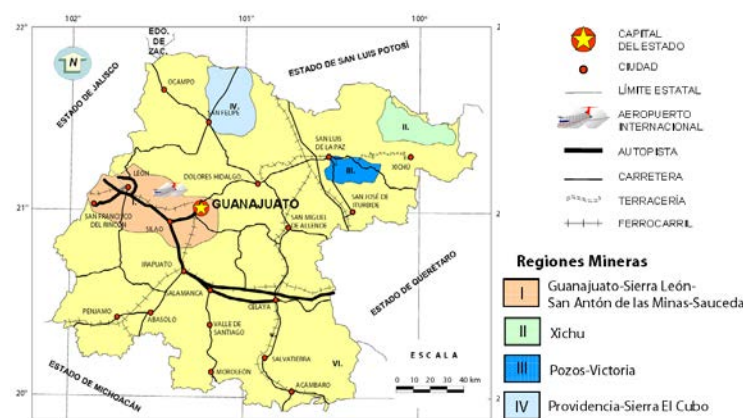 102°
101°
100°
22°
2
EDO.
DE
ZAC.
ESTADO DE SAN LUIS POTOSÍ
ESTADO DE JALISCO
N
OCAMPO
SAN FELIPE
IV.
II.
SAN LUIS
DE LA PAZ
XICHÚ
III.
LEÓN
DOLORES HIDALGO
I.
GUANAJUATO
SAN JOSÉ DE
ITURBIDE
21°
2
SAN FRANCISCO
DEL RINCÓN
SILAO
SAN MIGUEL
DE ALLENDE
IRAPUATO
SALAMANCA
CELAYA
ESTADO DE QUERÉTARO
PENJAMO
ABASOLO
VALLE DE
SANTIAGO
SALVATIERRA
VI.
ESCALA
0 10 20 30 40 km
MOROLEÓN
ACÁMBARO
ESTADO DE MICHOACÁN
20°
2
CAPITAL
DEL ESTADO
CIUDAD
LÍMITE ESTATAL
AEROPUERTO
INTERNACIONAL
AUTOPISTA
CARRETERA
TERRACERÍA
FERROCARRIL
Regiones Mineras
I Guanajuato-Sierra León-
San Antón de las Minas-Sauceda
II Xichu
III Pozos-Victoria
IV Providencia-Sierra El Cubo